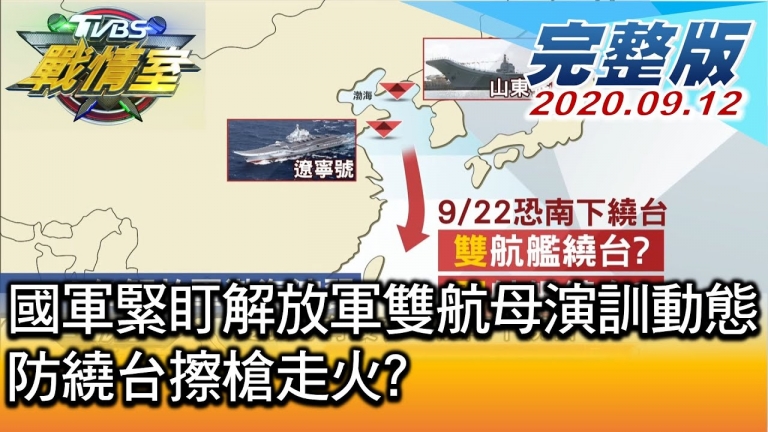 TVBS
戰情室
完整版
2020.09.12
渤海
山東
遼寧號
9/22恐南下繞台
雙航艦繞台?
國軍緊盯解放軍雙航母演訓動態
防繞台擦槍走火?